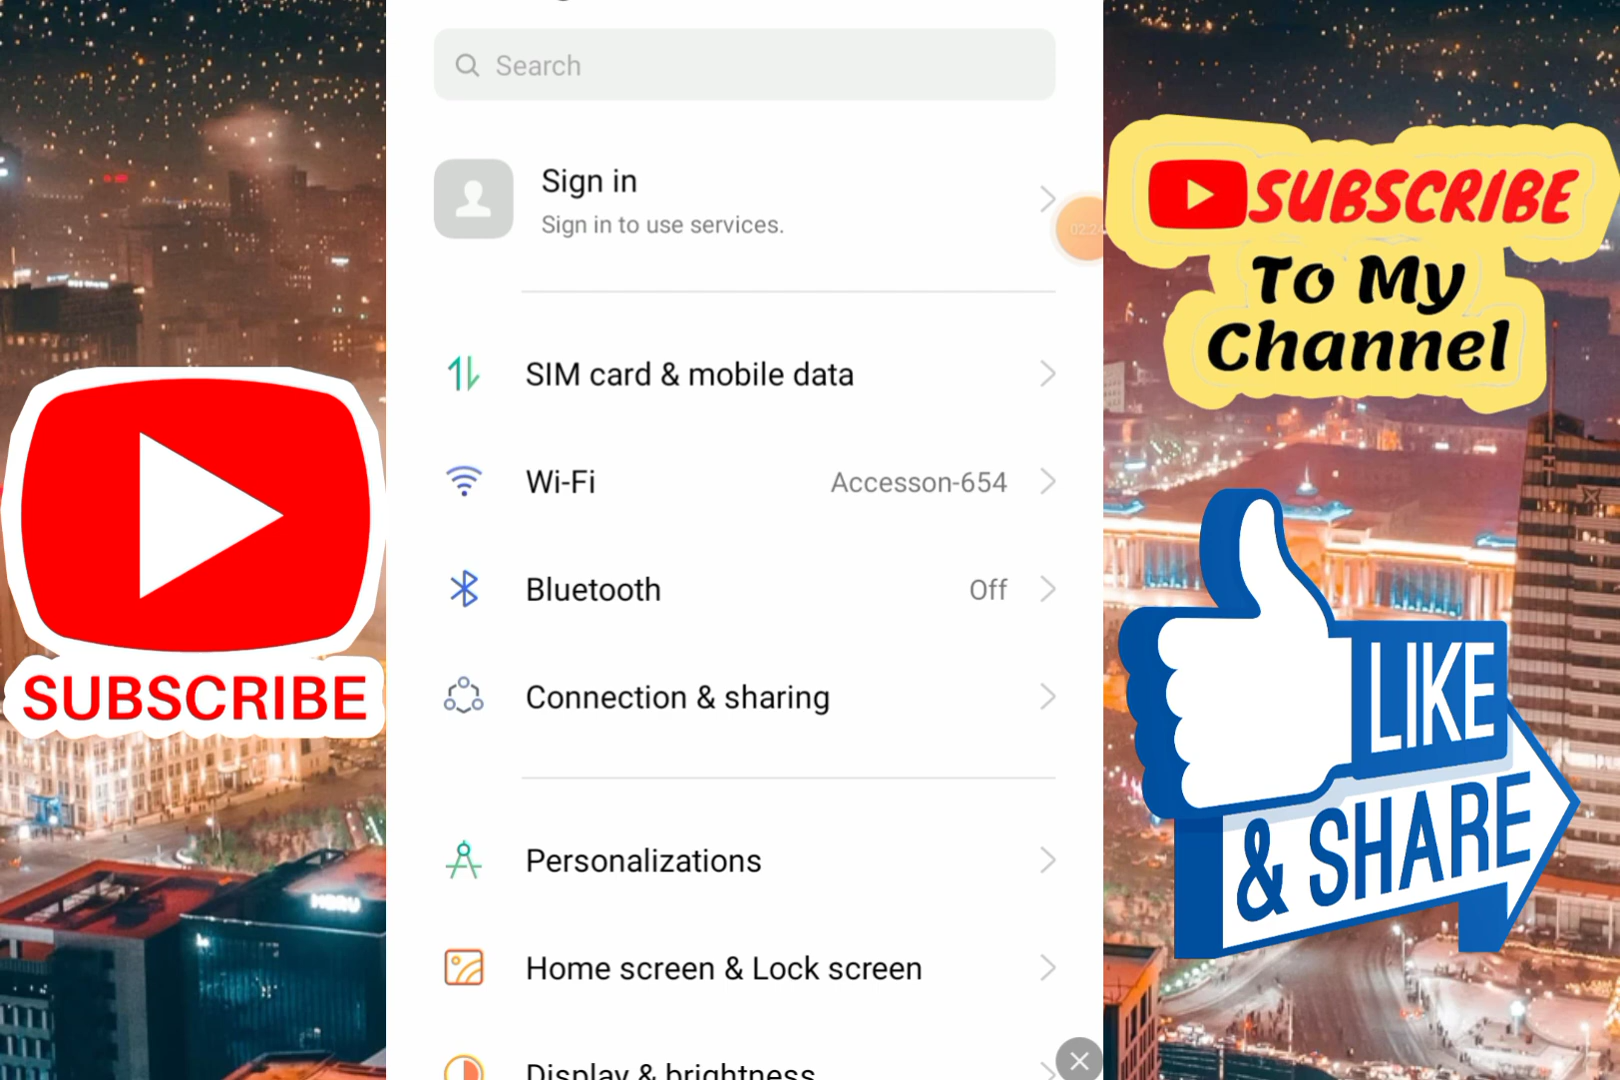 Search
Sign in
Sign in to use services.
SIM card & mobile data
Wi-Fi
Accesson-654
Bluetooth
Off
Connection & sharing
Personalizations
Home screen & Lock screen
Display & brightness
SUBSCRIBE
SUBSCRIBE
To My
Channel
LIKE
& SHARE